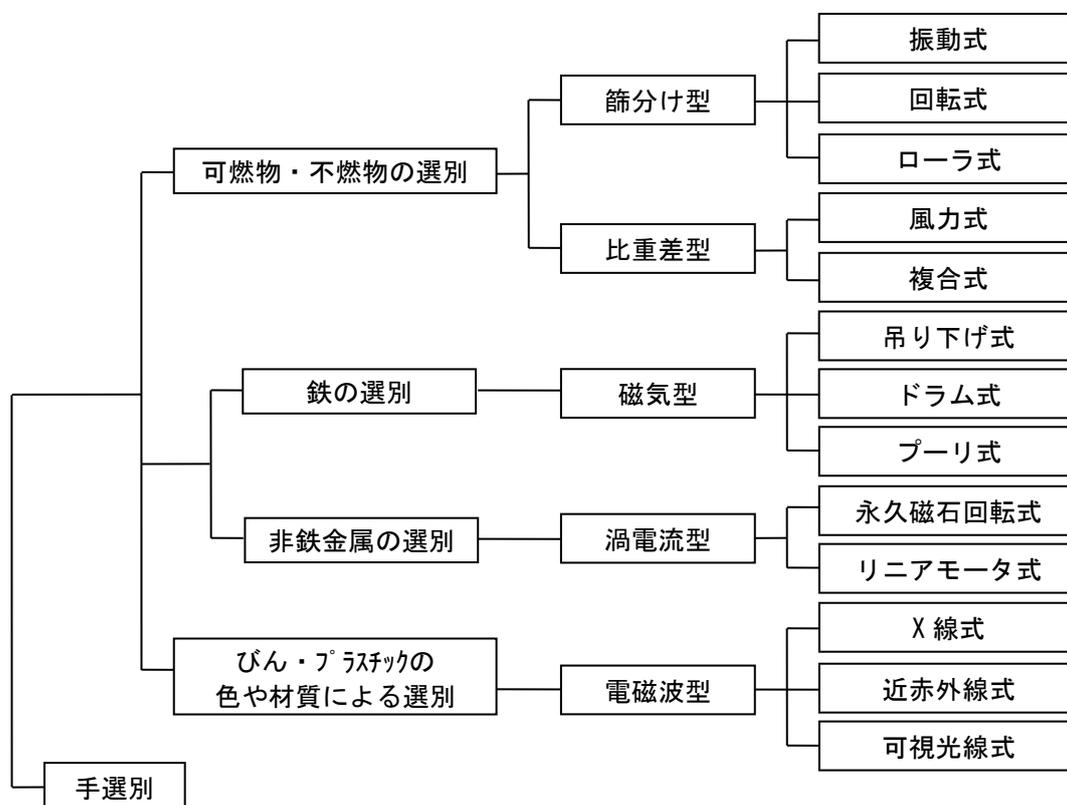 可燃物・不燃物の選別
篩分け型
振動式
回転式
ローラ式
比重差型
風力式
複合式
鉄の選別
磁気型
吊り下げ式
ドラム式
プーリ式
非鉄金属の選別
渦電流型
永久磁石回転式
リニアモータ式
びん・ﾌﾟﾗｽﾁｯｸの
色や材質による選別
電磁波型
X 線式
近赤外線式
可視光線式
手選別